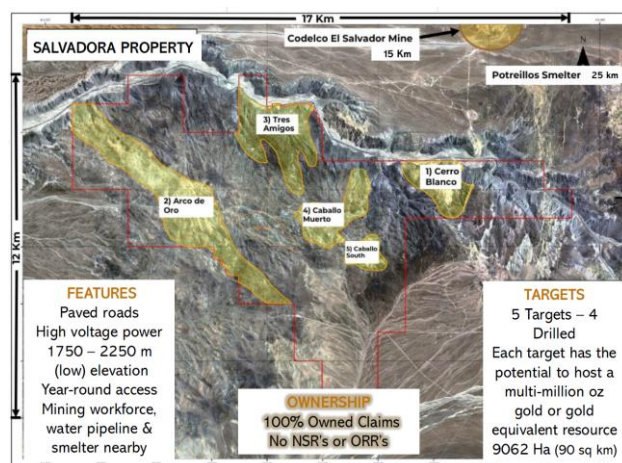 17 Km
SALVADORA PROPERTY
Codelco El Salvador Mine
15 Km
N
Potreillos Smelter 25 km
3) Tres
Amigos
1) Cerro
Blanco
2) Arco de
Oro
4) Caballo
Muerto
5) Caballo
South
12 Km
FEATURES
Paved roads
High voltage power
1750 – 2250 m
(low) elevation
Year-round access
Mining workforce,
water pipeline &
smelter nearby
OWNERSHIP
100% Owned Claims
No NSR's or ORR's
TARGETS
5 Targets – 4
Drilled
Each target has the
potential to host a
multi-million oz
gold or gold
equivalent resource
9062 Ha (90 sq km)